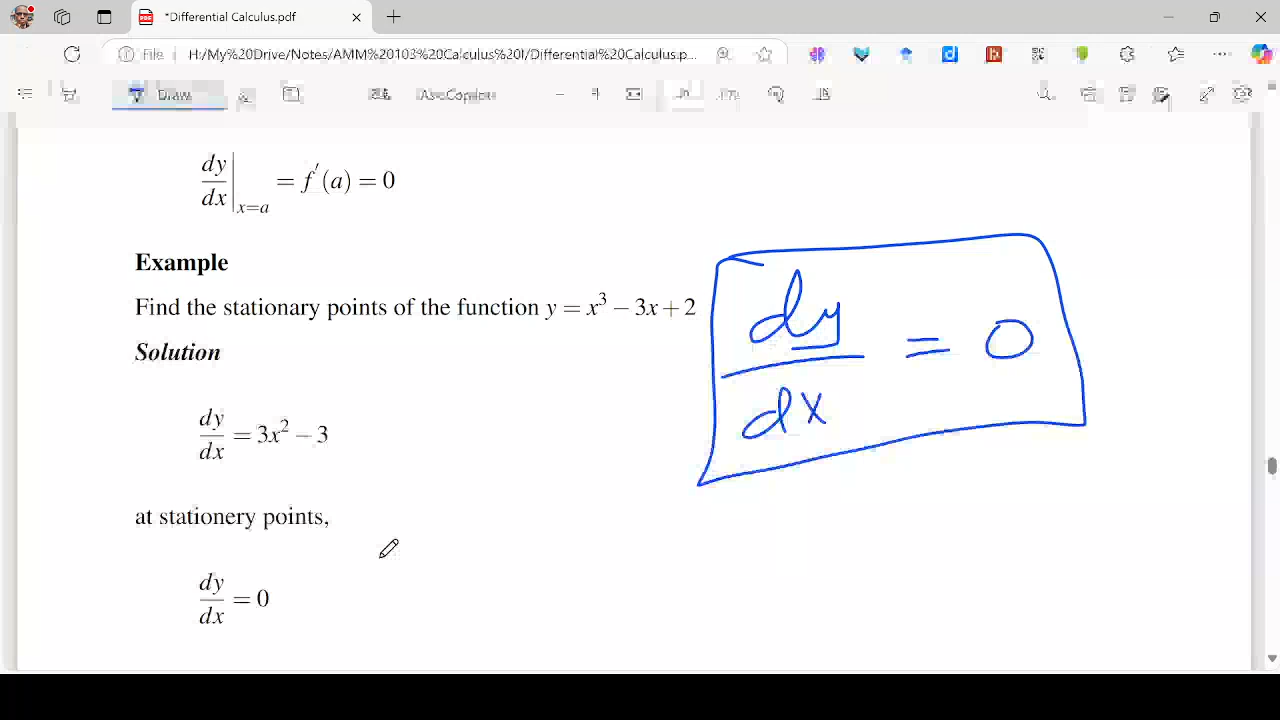 *Differential Calculus.pdf
File H:/My%20Drive/Notes/AMM%20103%20Calculus%20I/Differential%20Calculus.p...
Draw
dy/dx|x=a = f′(a) = 0
Example
Find the stationary points of the function y = x³ − 3x + 2
Solution
dy/dx = 3x² − 3
at stationery points,
dy/dx = 0
dy/dx = 0